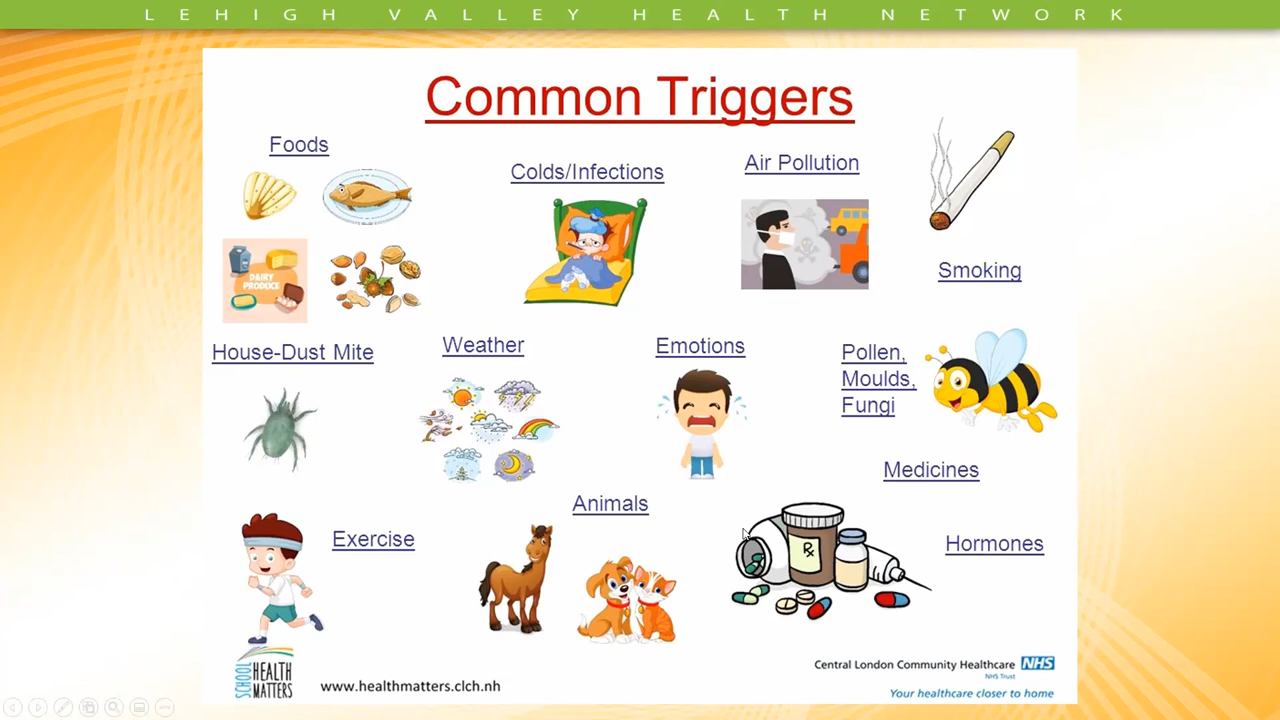 LEHIGH VALLEY HEALTH NETWORK
Common Triggers
Foods
Colds/Infections
Air Pollution
DAIRY
PRODUCE
Smoking
House-Dust Mite
Weather
Emotions
Pollen,
Moulds,
Fungi
Medicines
Animals
Exercise
Rx
Hormones
SCHOOL
HEALTH
MATTERS
www.healthmatters.clch.nh
Central London Community Healthcare NHS
NHS Trust
Your healthcare closer to home